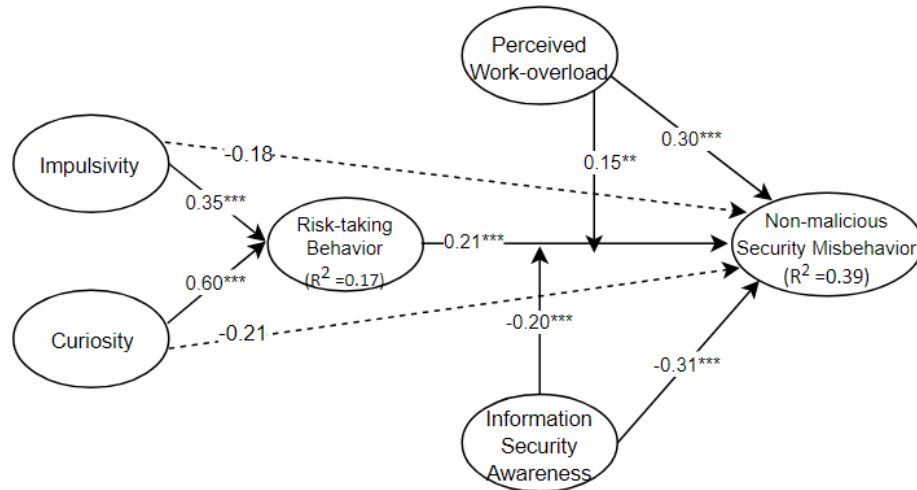 Perceived
Work-overload
Impulsivity
-0.18
0.30***
0.15**
0.35***
Risk-taking
Behavior
(R² =0.17)
0.21***
Non-malicious
Security Misbehavior
(R² =0.39)
0.60***
Curiosity
-0.21
-0.20***
-0.31***
Information
Security
Awareness